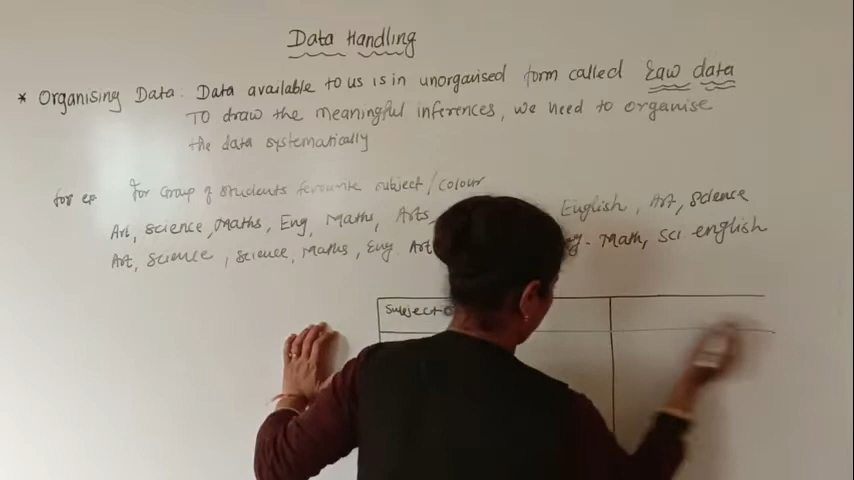 Data Handling
* Organising Data : Data available to us is in unorganised form called raw data
To draw the meaningful inferences, we need to organise
the data systematically
for ex for Group of students favourite subject/colour
Art, science, Maths, Eng, Maths, Arts English, Art, Science
Art, Science, science, Maths, Eng. Art Math, Sci. english
Subject